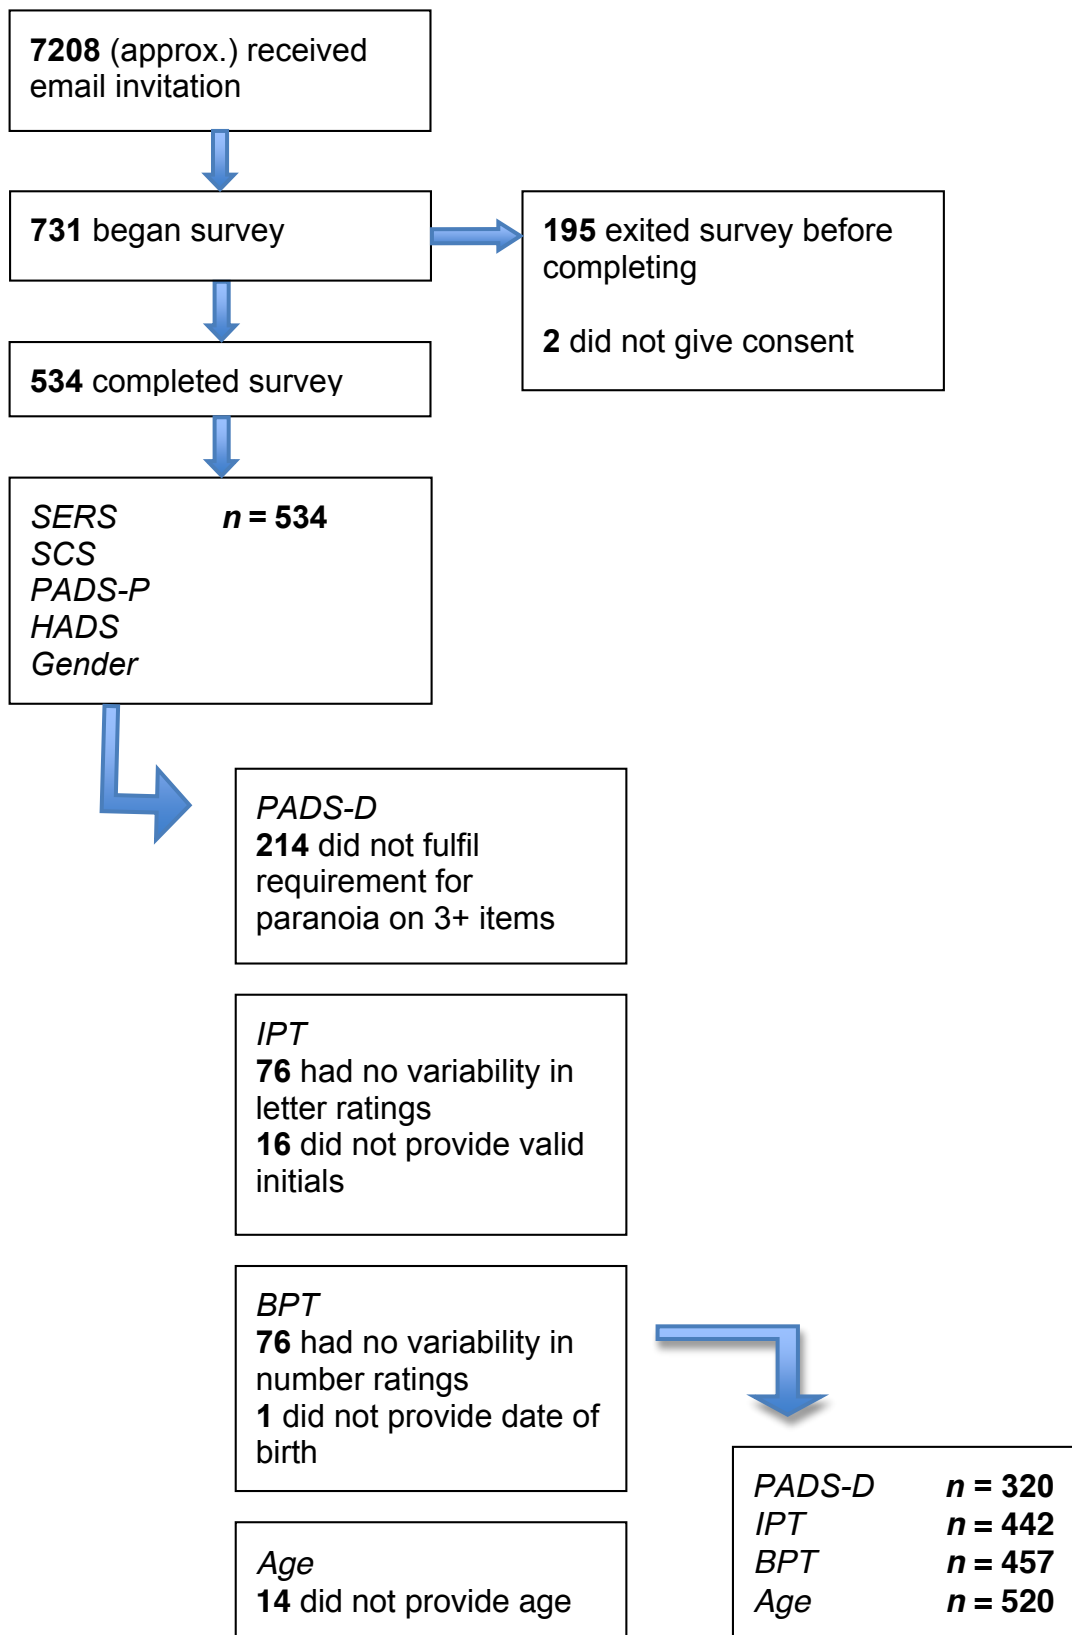 7208 (approx.) received
email invitation
731 began survey
195 exited survey before
completing
2 did not give consent
534 completed survey
SERS n = 534
SCS
PADS-P
HADS
Gender
PADS-D
214 did not fulfil
requirement for
paranoia on 3+ items
IPT
76 had no variability in
letter ratings
16 did not provide valid
initials
BPT
76 had no variability in
number ratings
1 did not provide date of
birth
PADS-D n = 320
IPT n = 442
BPT n = 457
Age n = 520
Age
14 did not provide age